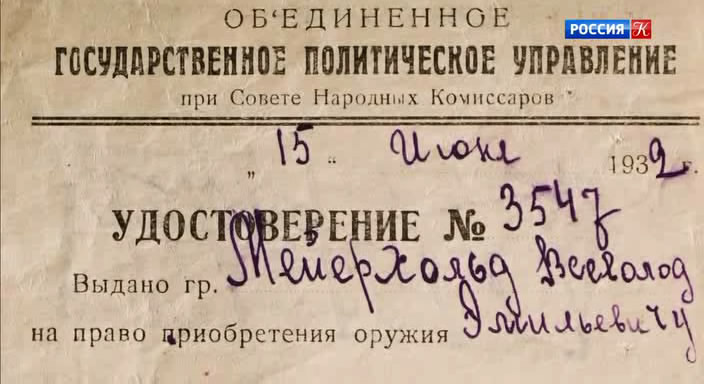 РОССИЯ К
ОБ'ЕДИНЕННОЕ
ГОСУДАРСТВЕННОЕ ПОЛИТИЧЕСКОЕ УПРАВЛЕНИЕ
при Совете Народных Комиссаров
„ 15 „ Июня 1932 г.
УДОСТОВЕРЕНИЕ № 3547
Выдано гр. Мейерхольд Всеволод
на право приобретения оружия Эмильевичу